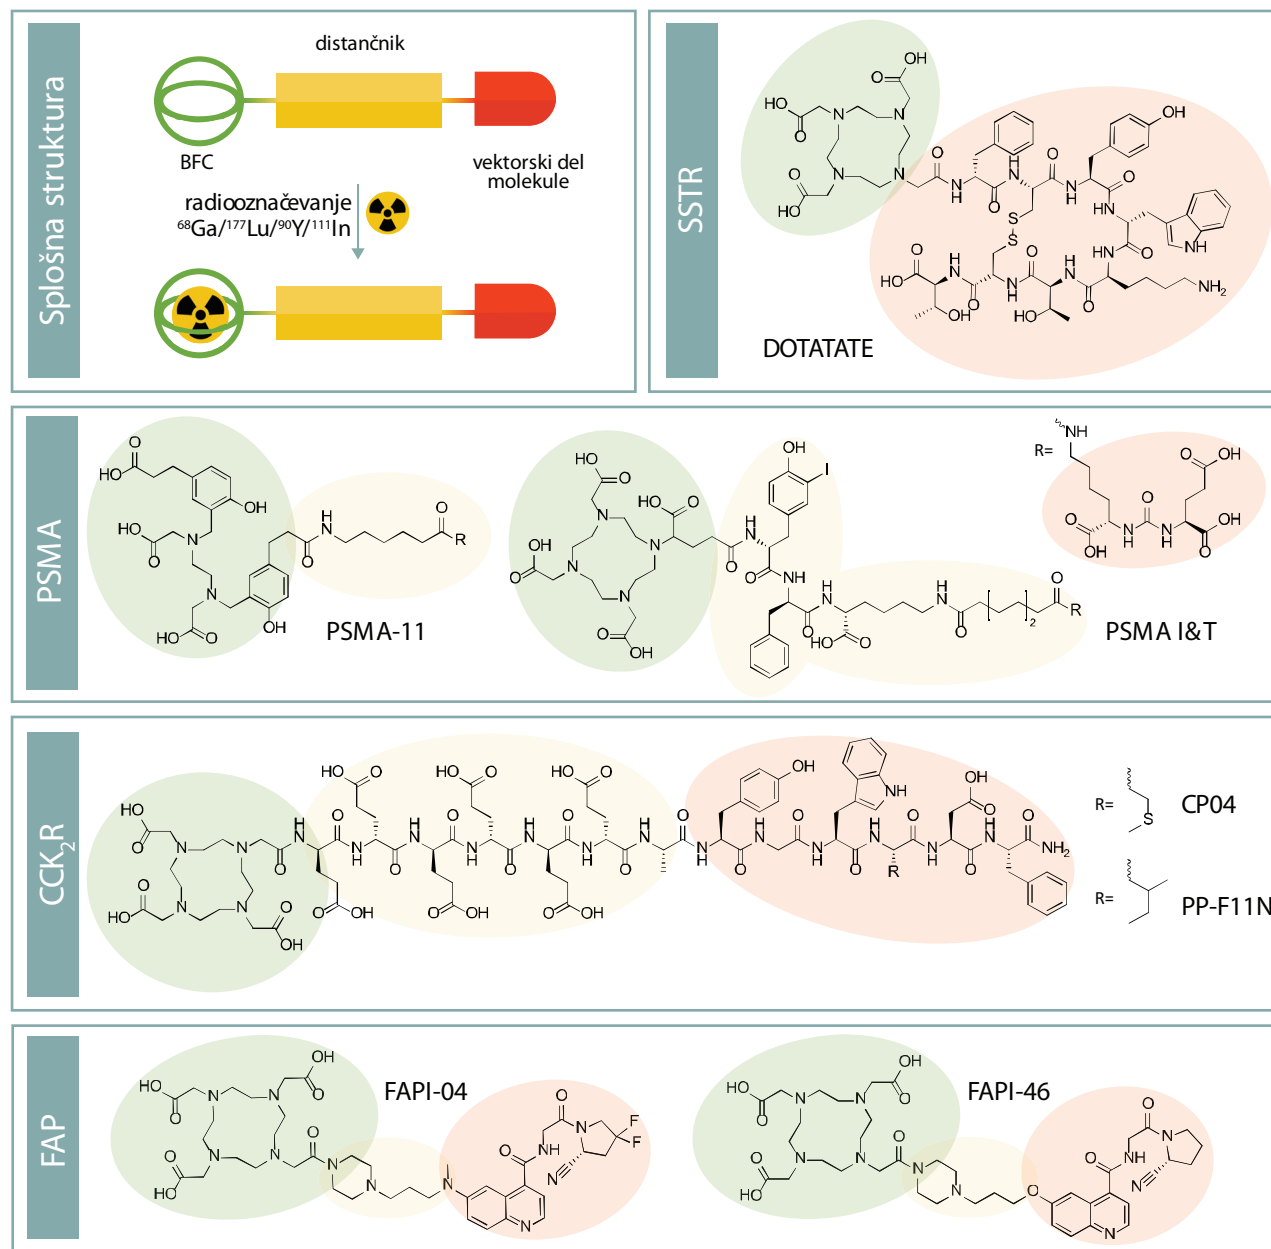 Splošna struktura
distančnik
BFC
vektorski del
molekule
radiooznačevanje
⁶⁸Ga/¹⁷⁷Lu/⁹⁰Y/¹¹¹In
SSTR
DOTATATE
PSMA
PSMA-11
PSMA I&T
R=
CCK₂R
R=
CP04
R=
PP-F11N
FAP
FAPI-04
FAPI-46